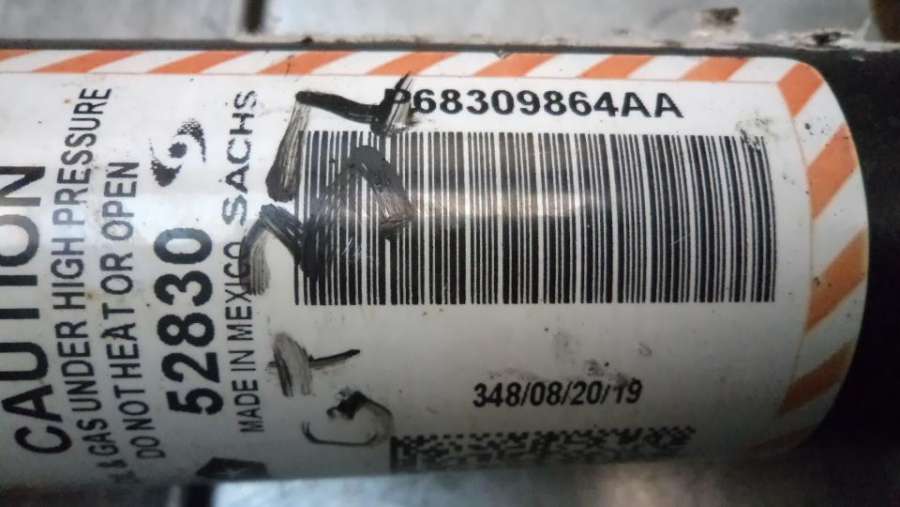 CAUTION
& GAS UNDER HIGH PRESSURE
DO NOT HEAT OR OPEN
52830
MADE IN MEXICO SACHS
P68309864AA
348/08/20/19